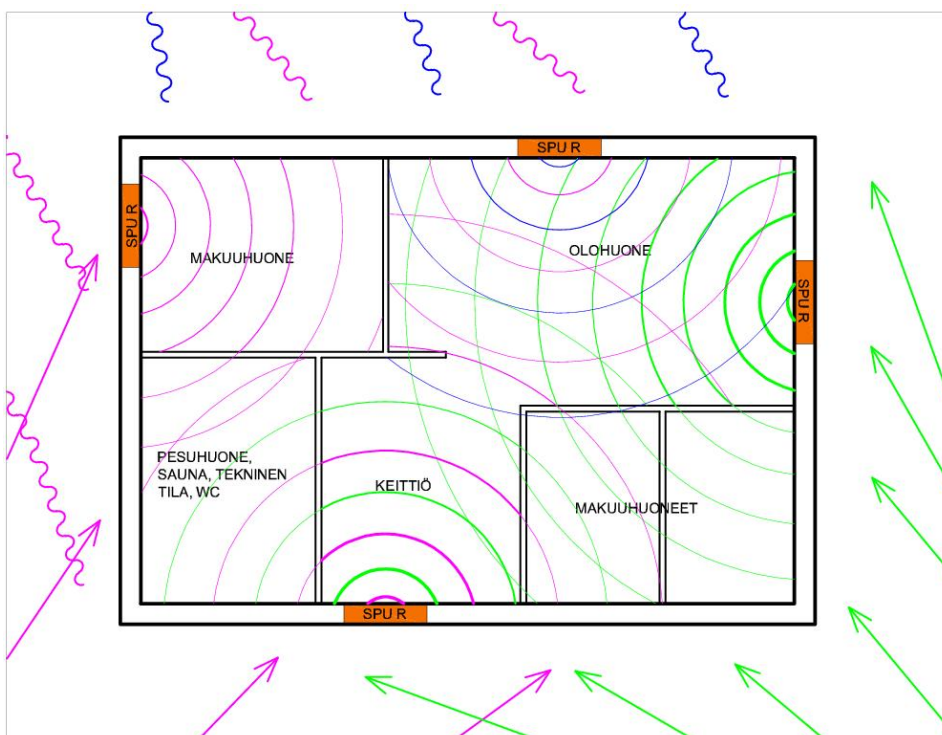 SPU R
SPU R
MAKUUHUONE
OLOHUONE
SPU R
PESUHUONE,
SAUNA, TEKNINEN
TILA, WC
KEITTIÖ
MAKUUHUONEET
SPU R